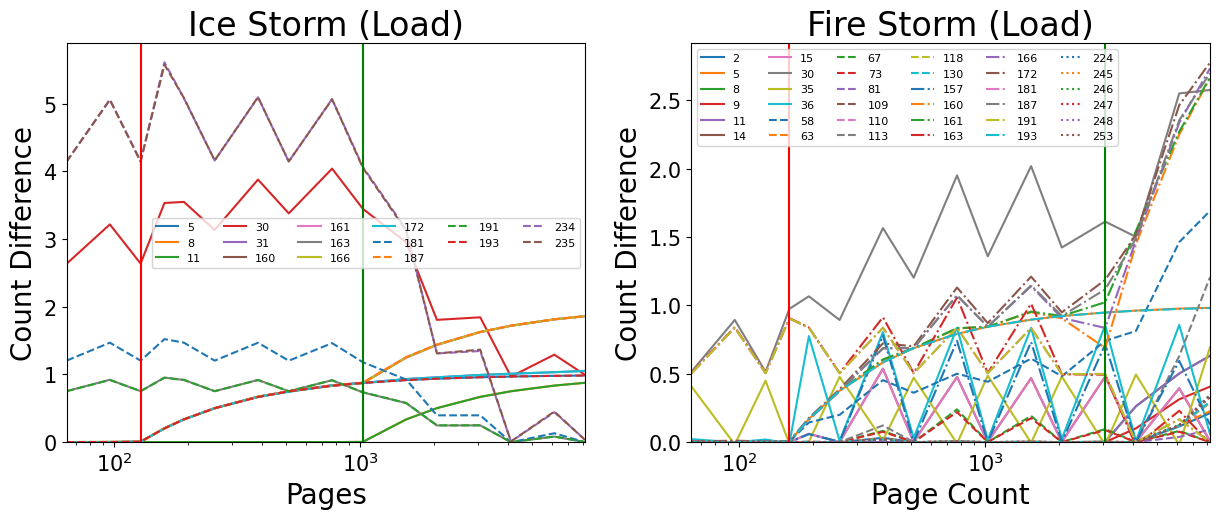 Ice Storm (Load)
Count Difference
5
4
3
2
1
0
5 30 161 172 191 234
8 31 163 181 193 235
11 160 166 187
10² 10³
Pages
Fire Storm (Load)
Count Difference
2.5
2.0
1.5
1.0
0.5
0.0
2 15 67 118 166 224
5 30 73 130 172 245
8 35 81 157 181 246
9 36 109 160 187 247
11 58 110 161 191 248
14 63 113 163 193 253
10² 10³
Page Count